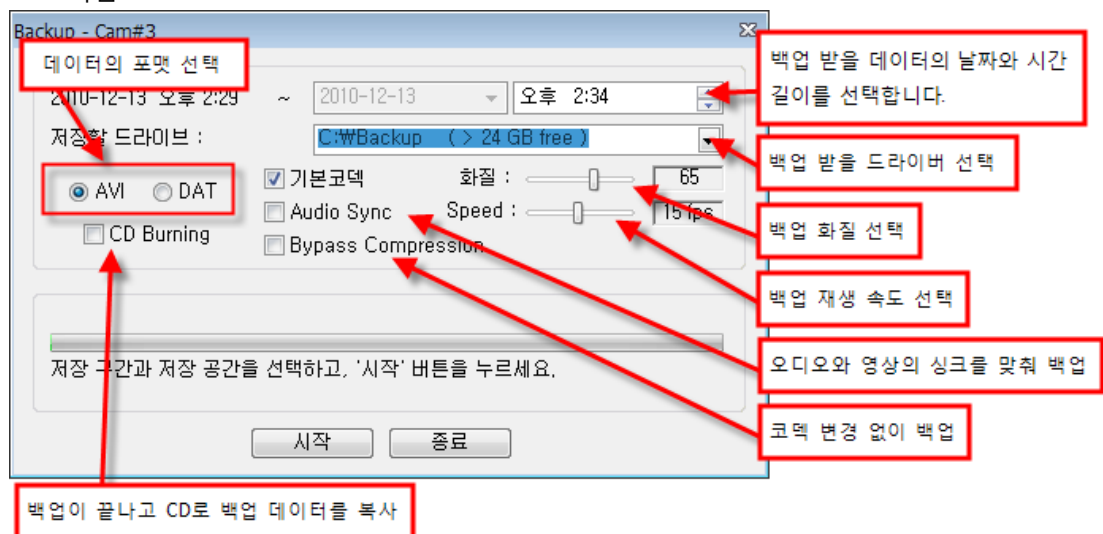 Backup - Cam#3
데이터의 포맷 선택
백업 받을 데이터의 날짜와 시간
길이를 선택합니다.
2010-12-13 오후 2:29 ~ 2010-12-13 오후 2:34
저장할 드라이브 : C:₩Backup ( > 24 GB free )
백업 받을 드라이버 선택
AVI DAT 기본코덱 화질 : 65
Audio Sync Speed : 15 fps
CD Burning
Bypass Compression
백업 화질 선택
백업 재생 속도 선택
저장 구간과 저장 공간을 선택하고, '시작' 버튼을 누르세요.
오디오와 영상의 싱크를 맞춰 백업
코덱 변경 없이 백업
시작 종료
백업이 끝나고 CD로 백업 데이터를 복사